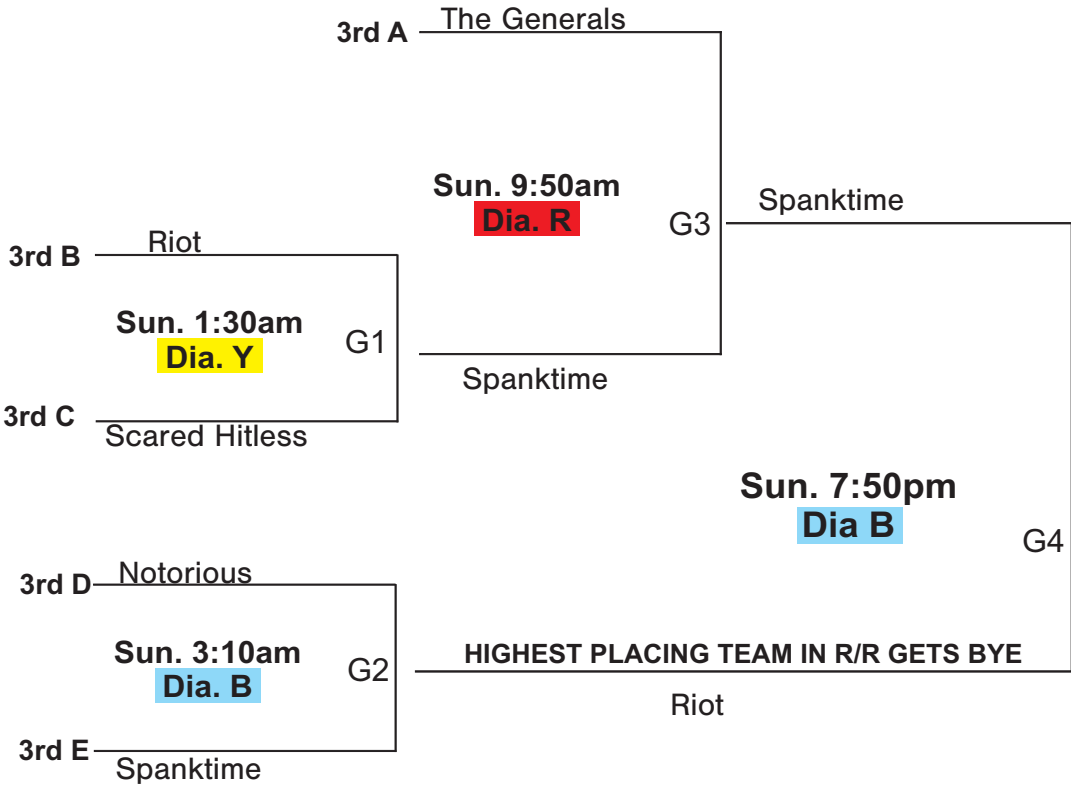 3rd A
The Generals
Sun. 9:50am
Dia. R
G3
Spanktime
3rd B
Riot
Sun. 1:30am
Dia. Y
G1
Spanktime
3rd C
Scared Hitless
Sun. 7:50pm
Dia B
G4
3rd D
Notorious
Sun. 3:10am
Dia. B
G2
HIGHEST PLACING TEAM IN R/R GETS BYE
Riot
3rd E
Spanktime